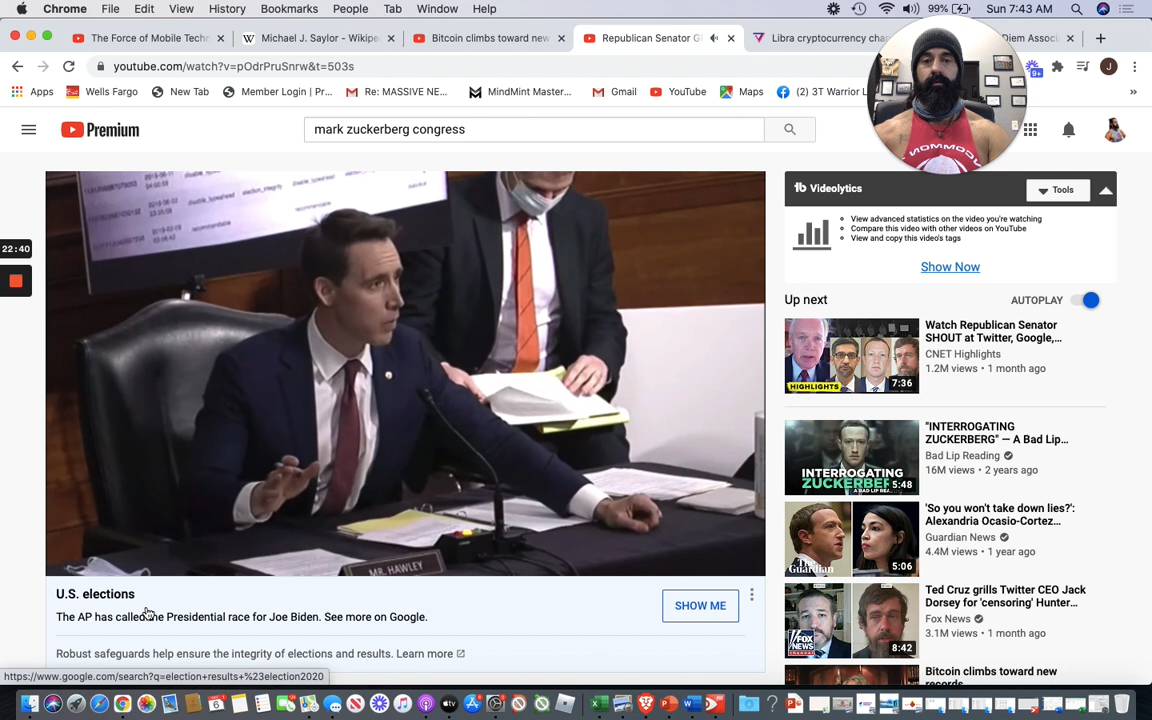 Chrome File Edit View History Bookmarks People Tab Window Help 99% Sun 7:43 AM
The Force of Mobile Techn
Michael J. Saylor - Wikipe
Bitcoin climbs toward new
Republican Senator G
Libra cryptocurrency cha
Diem Associ
youtube.com/watch?v=pOdrPruSnrw&t=503s
9+
J
Apps Wells Fargo New Tab Member Login | Pr... Re: MASSIVE NE... MindMint Master... Gmail YouTube Maps (2) 3T Warrior L
Premium
mark zuckerberg congress
22:40
MR. HAWLEY
U.S. elections
The AP has called the Presidential race for Joe Biden. See more on Google.
SHOW ME
Robust safeguards help ensure the integrity of elections and results. Learn more
https://www.google.com/search?q=election+results+%23election2020
tb Videolytics
Tools
View advanced statistics on the video you're watching
Compare this video with other videos on YouTube
View and copy this video's tags
Show Now
Up next
AUTOPLAY
HIGHLIGHTS
7:36
Watch Republican Senator
SHOUT at Twitter, Google,...
CNET Highlights
1.2M views • 1 month ago
INTERROGATING
ZUCKERBERG
A BAD LIP
5:48
"INTERROGATING
ZUCKERBERG" — A Bad Lip...
Bad Lip Reading
16M views • 2 years ago
The
Guardian
5:06
'So you won't take down lies?':
Alexandria Ocasio-Cortez...
Guardian News
4.4M views • 1 year ago
FOX
NEWS
8:42
Ted Cruz grills Twitter CEO Jack
Dorsey for 'censoring' Hunter...
Fox News
3.1M views • 1 month ago
Bitcoin climbs toward new
records